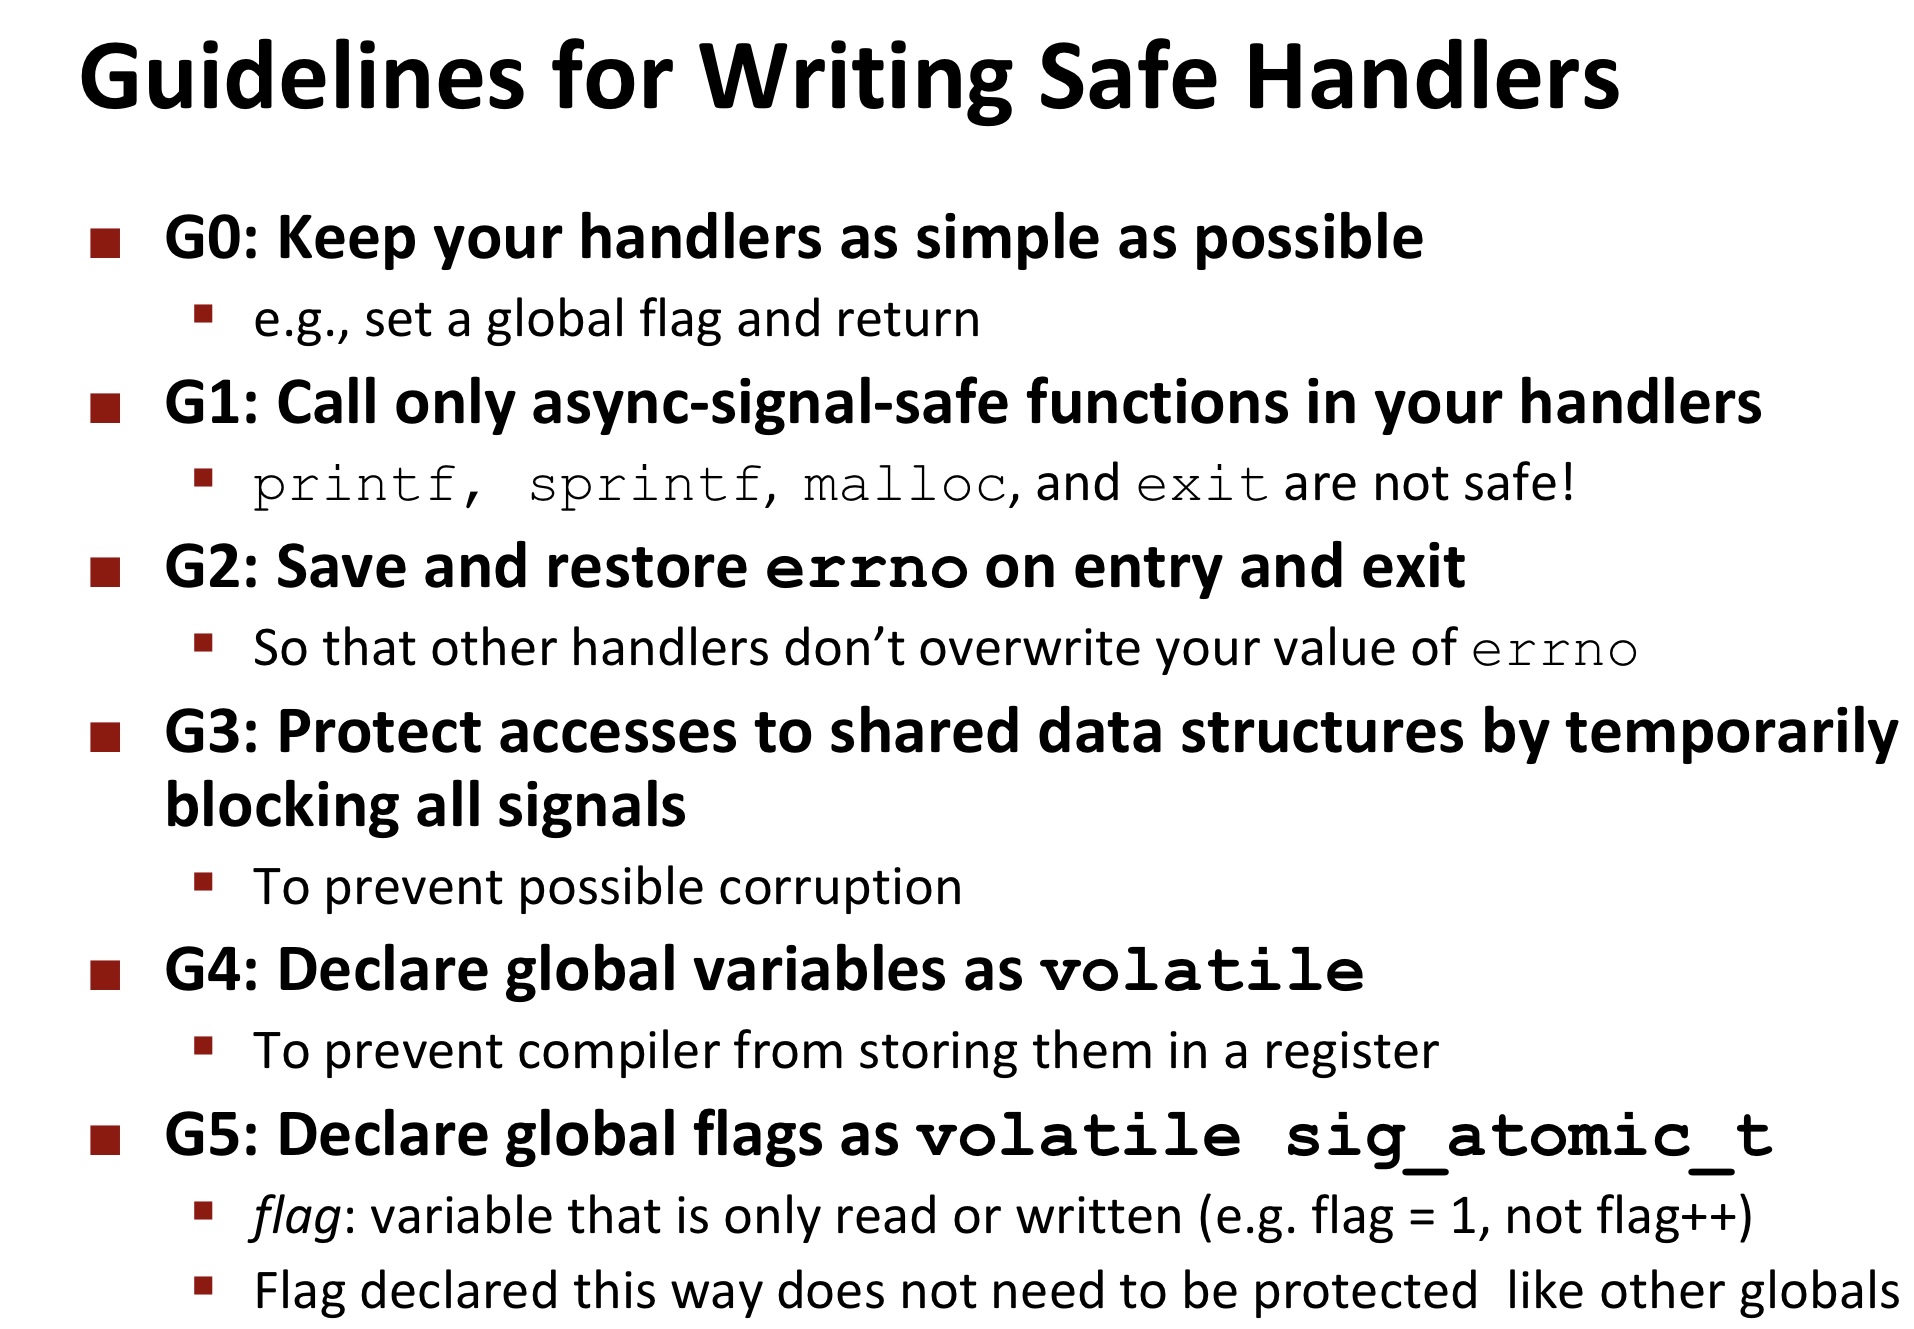 Guidelines for Writing Safe Handlers
G0: Keep your handlers as simple as possible
e.g., set a global flag and return
G1: Call only async-signal-safe functions in your handlers
printf, sprintf, malloc, and exit are not safe!
G2: Save and restore errno on entry and exit
So that other handlers don’t overwrite your value of errno
G3: Protect accesses to shared data structures by temporarily
blocking all signals
To prevent possible corruption
G4: Declare global variables as volatile
To prevent compiler from storing them in a register
G5: Declare global flags as volatile sig_atomic_t
flag: variable that is only read or written (e.g. flag = 1, not flag++)
Flag declared this way does not need to be protected  like other globals